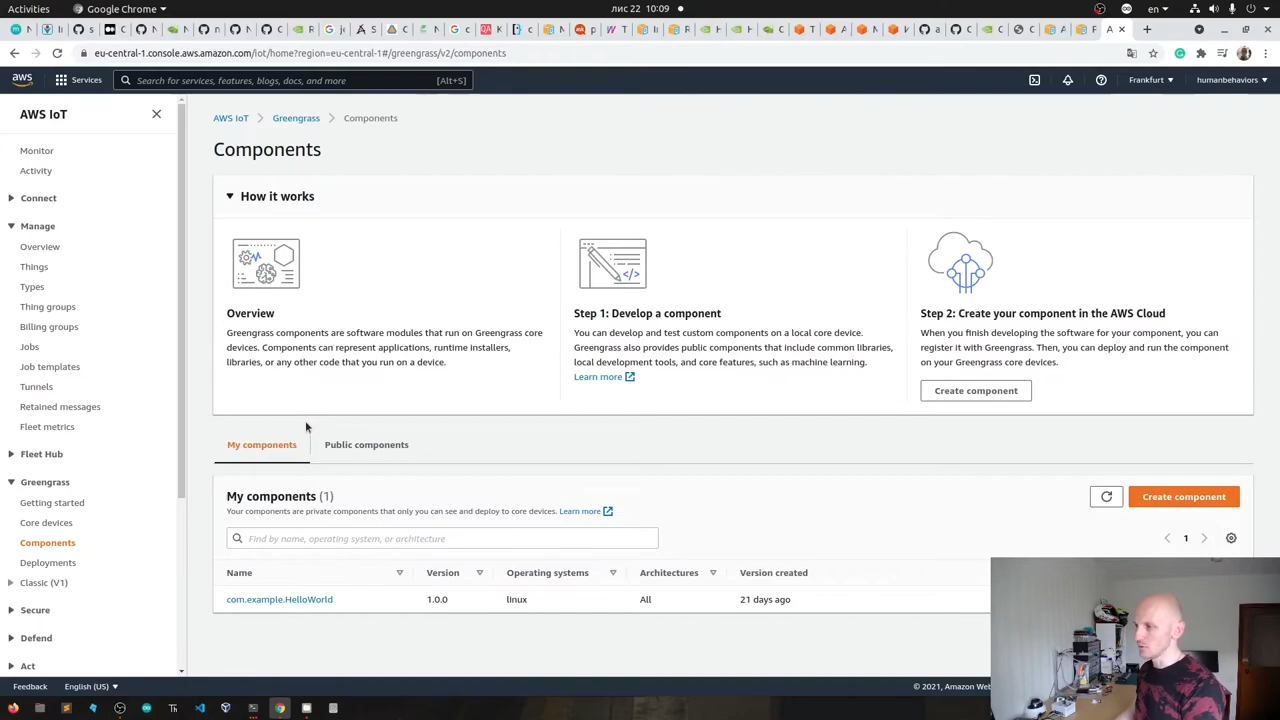 Activities
Google Chrome
лис 22 10:09
en
eu-central-1.console.aws.amazon.com/iot/home?region=eu-central-1#/greengrass/v2/components
aws
Services
Search for services, features, blogs, docs, and more
[Alt+S]
Frankfurt
humanbehaviors
AWS IoT
Monitor
Activity
Connect
Manage
Overview
Things
Types
Thing groups
Billing groups
Jobs
Job templates
Tunnels
Retained messages
Fleet metrics
Fleet Hub
Greengrass
Getting started
Core devices
Components
Deployments
Classic (V1)
Secure
Defend
Act
AWS IoT
Greengrass
Components
Components
How it works
Overview
Greengrass components are software modules that run on Greengrass core
devices. Components can represent applications, runtime installers,
libraries, or any other code that you run on a device.
Step 1: Develop a component
You can develop and test custom components on a local core device.
Greengrass also provides public components that include common libraries,
local development tools, and core features, such as machine learning.
Learn more
Step 2: Create your component in the AWS Cloud
When you finish developing the software for your component, you can
register it with Greengrass. Then, you can deploy and run the component
on your Greengrass core devices.
Create component
My components
Public components
My components (1)
Your components are private components that only you can see and deploy to core devices. Learn more
Create component
Find by name, operating system, or architecture
1
Name
Version
Operating systems
Architectures
Version created
com.example.HelloWorld
1.0.0
linux
All
21 days ago
Feedback
English (US)
© 2021, Amazon Web